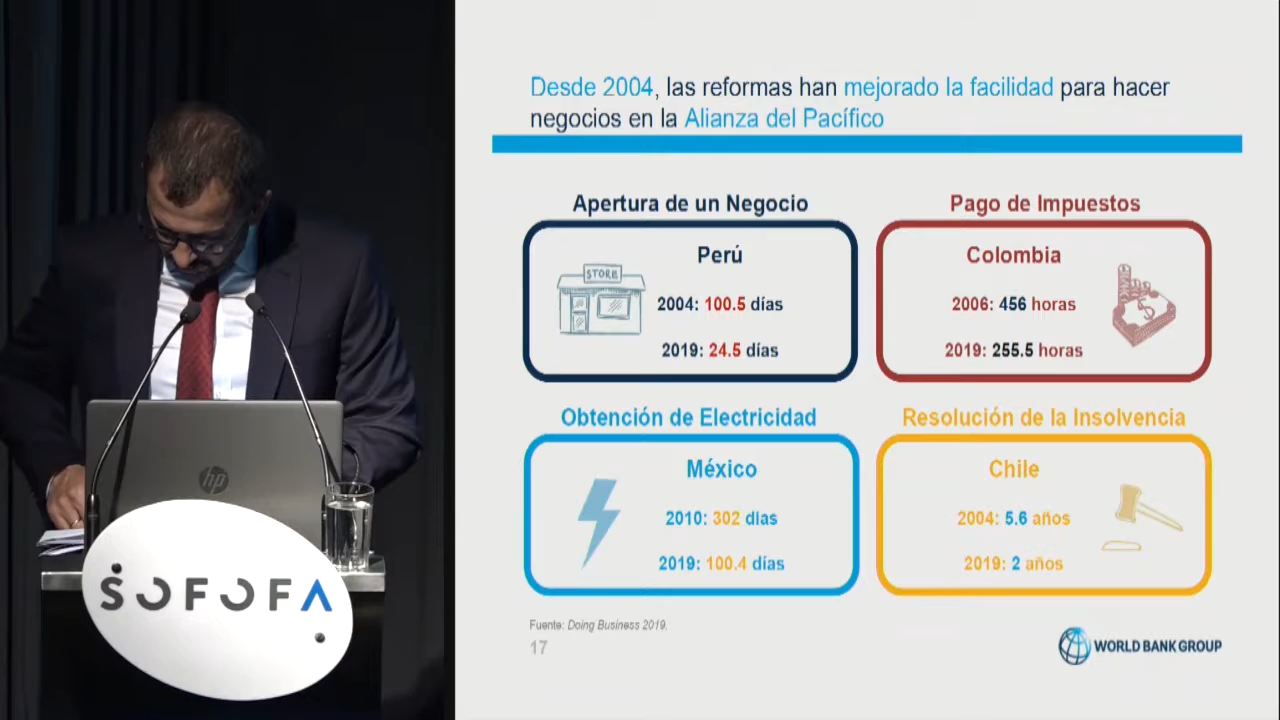 Desde 2004, las reformas han mejorado la facilidad para hacer
negocios en la Alianza del Pacífico
Apertura de un Negocio
STORE
Perú
2004: 100.5 días
2019: 24.5 días
Pago de Impuestos
Colombia
2006: 456 horas
2019: 255.5 horas
Obtención de Electricidad
México
2010: 302 días
2019: 100.4 días
Resolución de la Insolvencia
Chile
2004: 5.6 años
2019: 2 años
Fuente: Doing Business 2019.
17
WORLD BANK GROUP
hp
SOFOFA